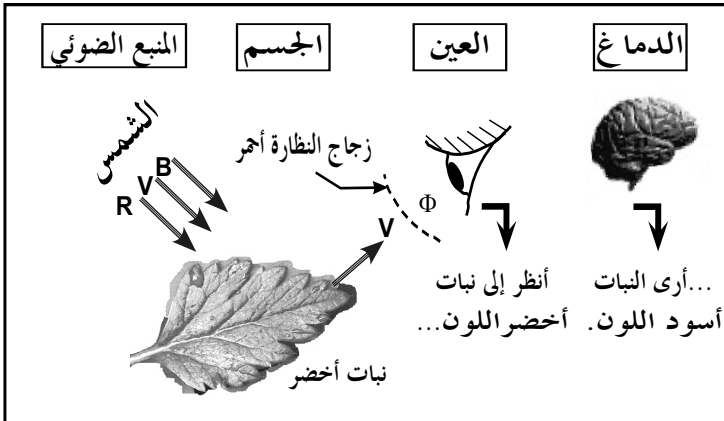 المنبع الضوئي
الجسم
العين
الدماغ
الشمس
R V B
زجاج النظارة أحمر
V
Φ
نبات أخضر
أنظر إلى نبات
أخضر اللون...
...أرى النبات
أسود اللون.